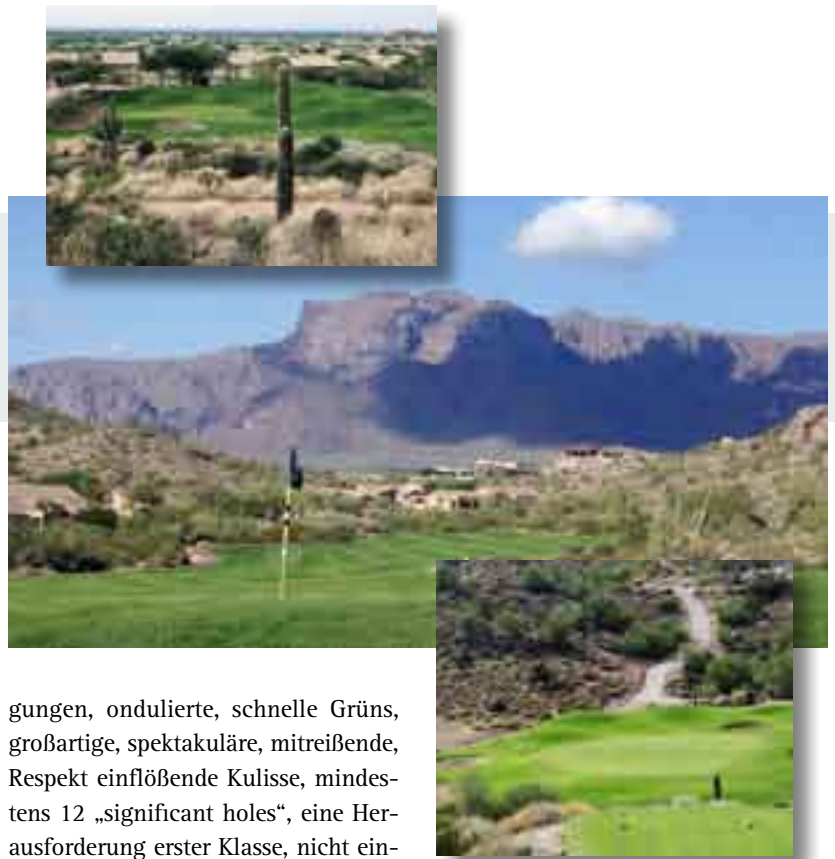 gungen, ondulierte, schnelle Grüns,
großartige, spektakuläre, mitreißende,
Respekt einflößende Kulisse, mindes-
tens 12 „significant holes“, eine Her-
ausforderung erster Klasse, nicht ein-